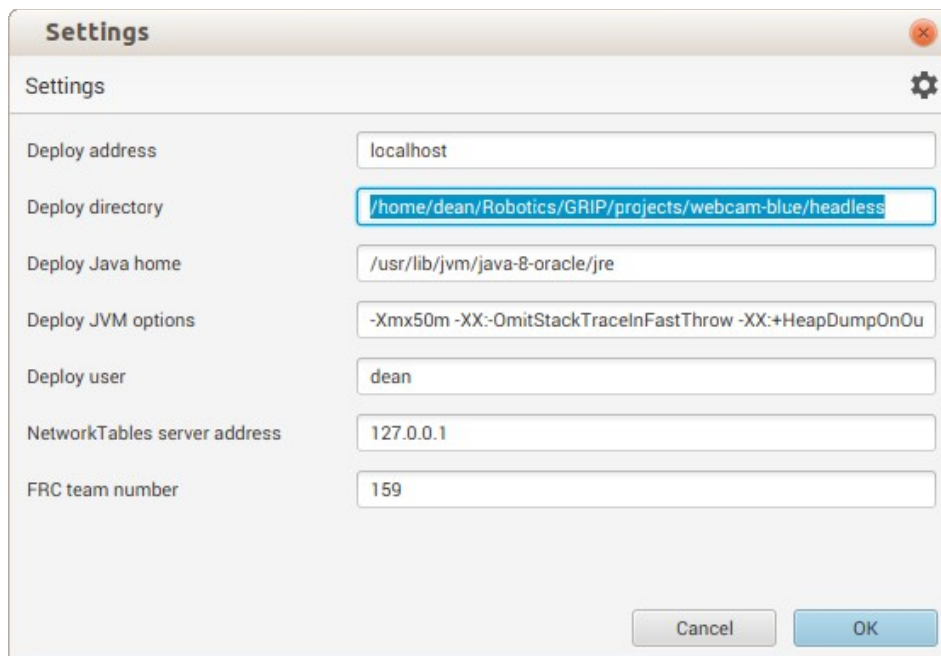 Settings
Settings
Deploy address localhost
Deploy directory /home/dean/Robotics/GRIP/projects/webcam-blue/headless
Deploy Java home /usr/lib/jvm/java-8-oracle/jre
Deploy JVM options -Xmx50m -XX:-OmitStackTraceInFastThrow -XX:+HeapDumpOnOu
Deploy user dean
NetworkTables server address 127.0.0.1
FRC team number 159
Cancel OK